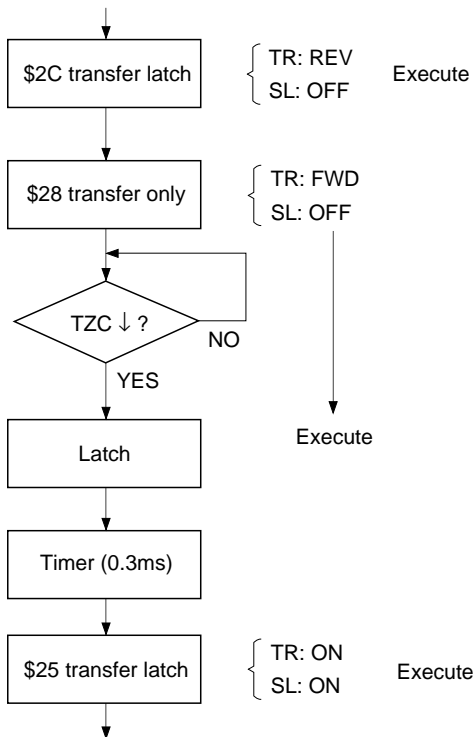 $2C transfer latch
TR: REV
SL: OFF
Execute
$28 transfer only
TR: FWD
SL: OFF
TZC ↓ ?
NO
YES
Execute
Latch
Timer (0.3ms)
$25 transfer latch
TR: ON
SL: ON
Execute